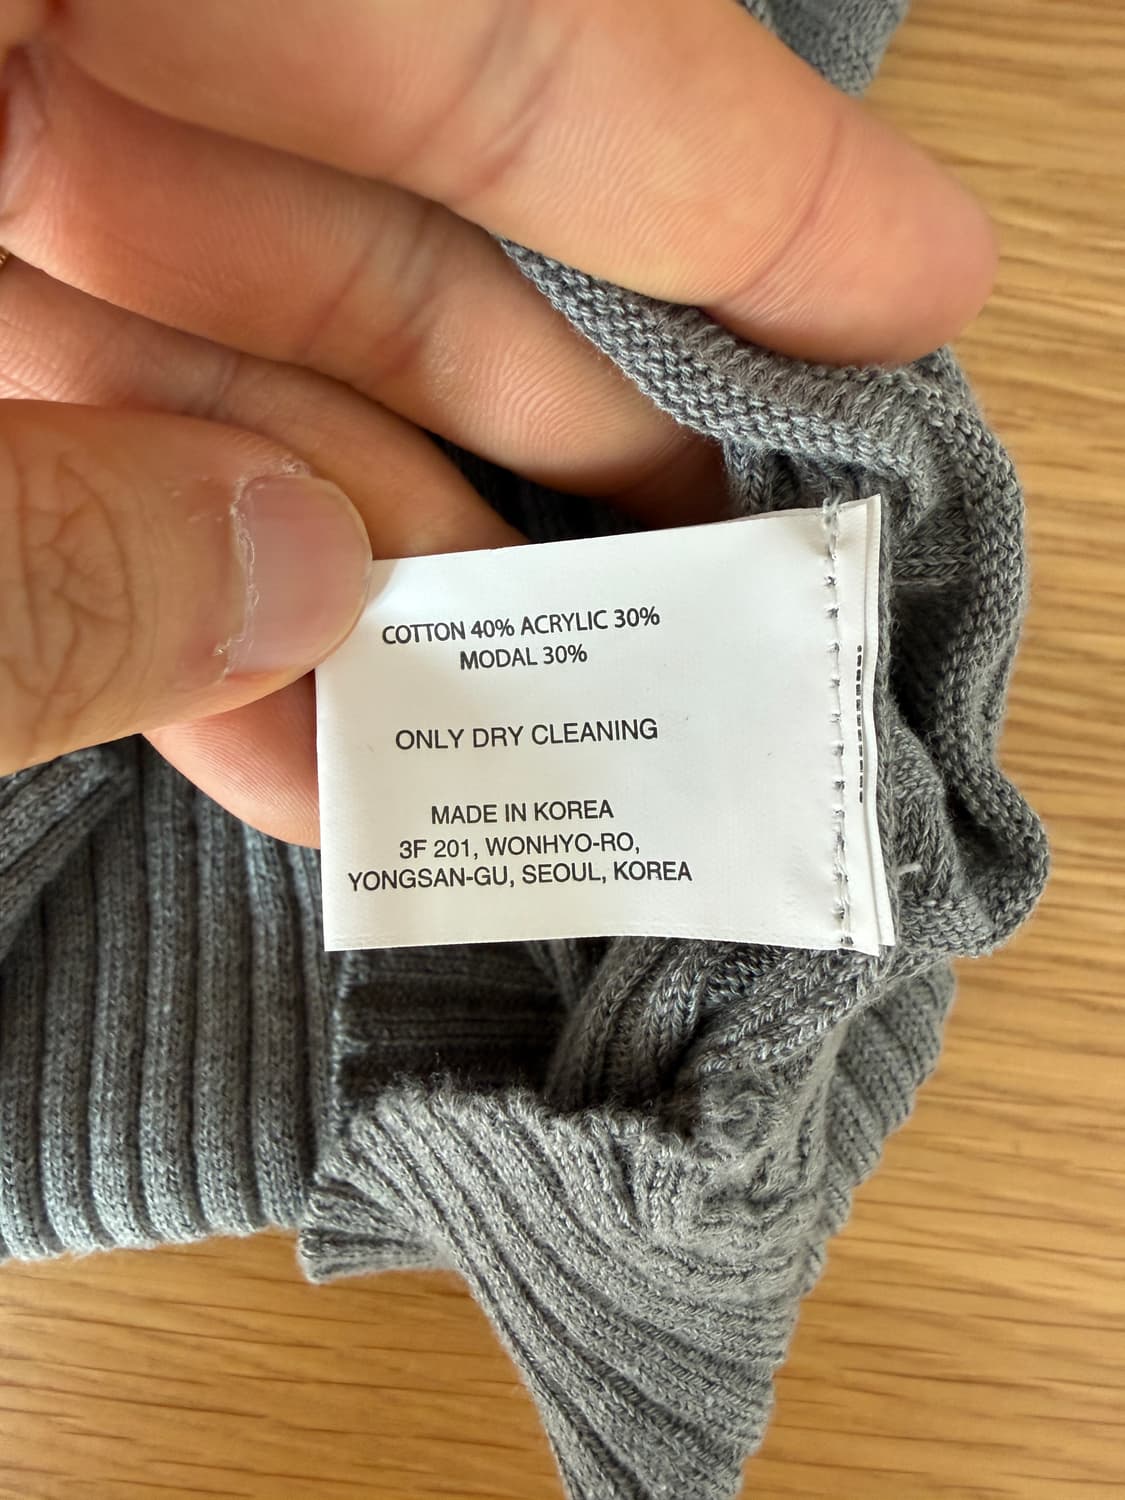 COTTON 40% ACRYLIC 30%
MODAL 30%
ONLY DRY CLEANING
MADE IN KOREA
3F 201, WONHYO-RO,
YONGSAN-GU, SEOUL, KOREA